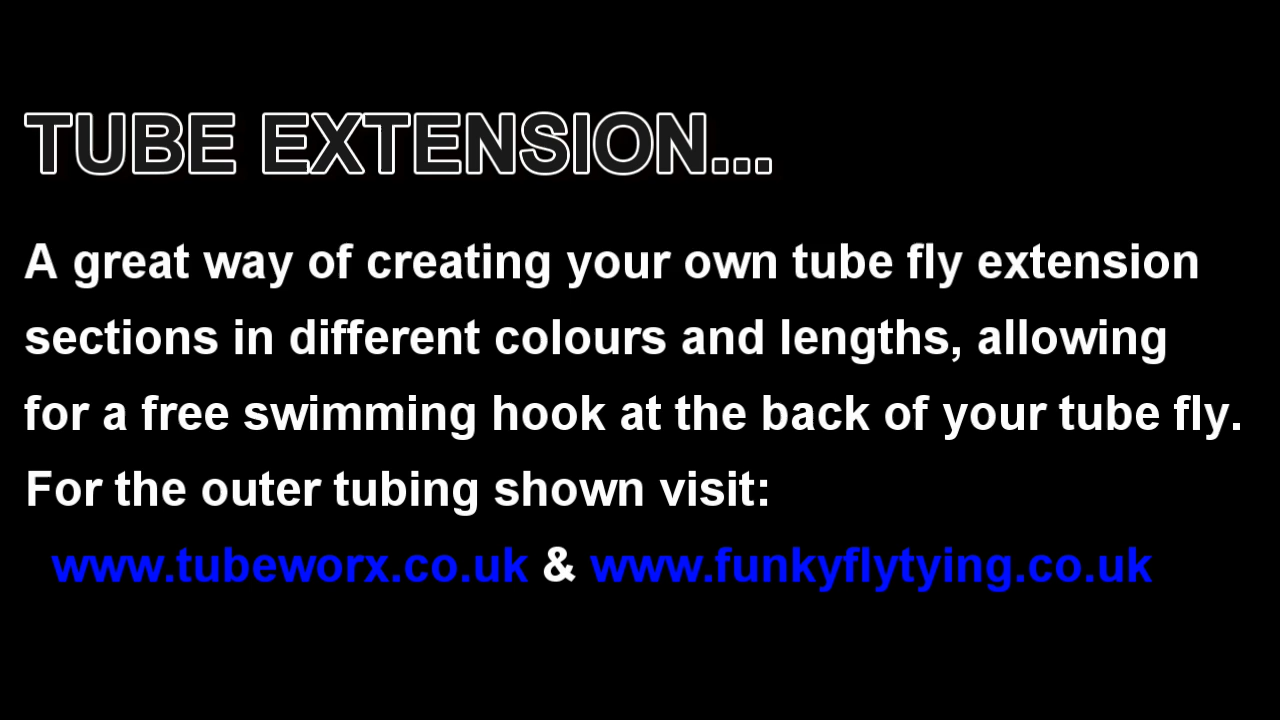 TUBE EXTENSION...
A great way of creating your own tube fly extension
sections in different colours and lengths, allowing
for a free swimming hook at the back of your tube fly.
For the outer tubing shown visit:
www.tubeworx.co.uk & www.funkyflytying.co.uk